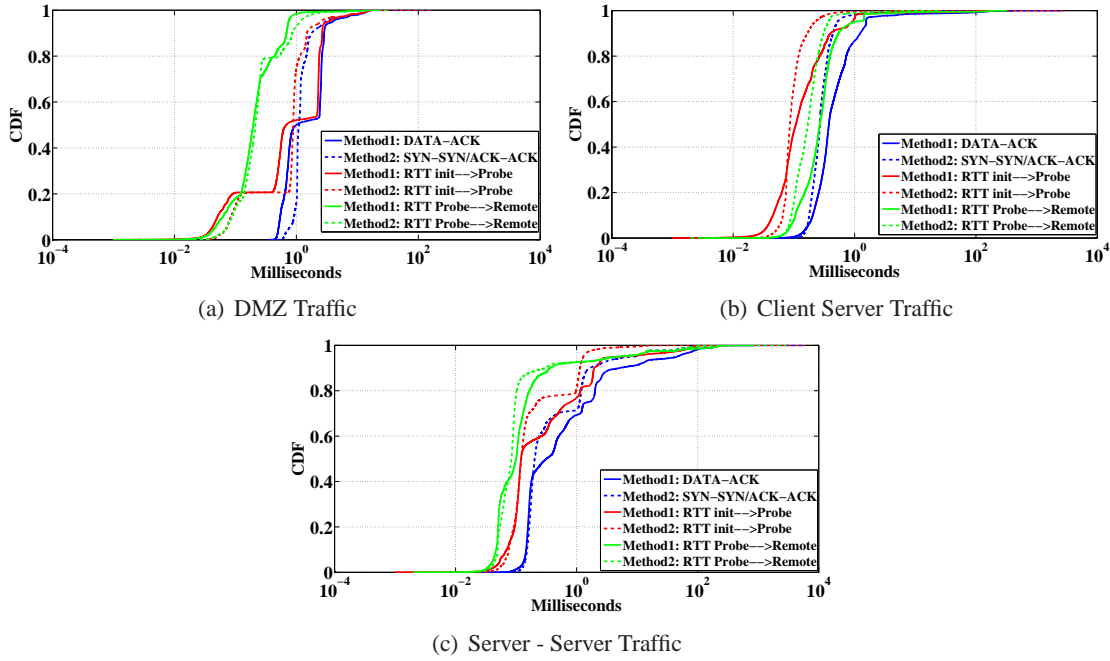 1
0.8
0.6
0.4
0.2
0
CDF
10^-4
10^-2
10^0
10^2
10^4
Milliseconds
Method1: DATA−ACK
Method2: SYN−SYN/ACK−ACK
Method1: RTT init−−>Probe
Method2: RTT init−−>Probe
Method1: RTT Probe−−>Remote
Method2: RTT Probe−−>Remote
(a) DMZ Traffic
1
0.8
0.6
0.4
0.2
0
CDF
10^-4
10^-2
10^0
10^2
10^4
Milliseconds
Method1: DATA−ACK
Method2: SYN−SYN/ACK−ACK
Method1: RTT init−−>Probe
Method2: RTT init−−>Probe
Method1: RTT Probe−−>Remote
Method2: RTT Probe−−>Remote
(b) Client Server Traffic
1
0.8
0.6
0.4
0.2
0
CDF
10^-4
10^-2
10^0
10^2
10^4
Milliseconds
Method1: DATA−ACK
Method2: SYN−SYN/ACK−ACK
Method1: RTT init−−>Probe
Method2: RTT init−−>Probe
Method1: RTT Probe−−>Remote
Method2: RTT Probe−−>Remote
(c) Server - Server Traffic